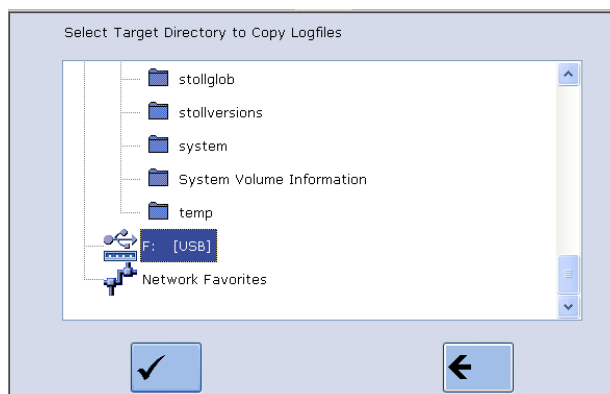 Select Target Directory to Copy Logfiles
stollglob
stollversions
system
System Volume Information
temp
F: [USB]
Network Favorites